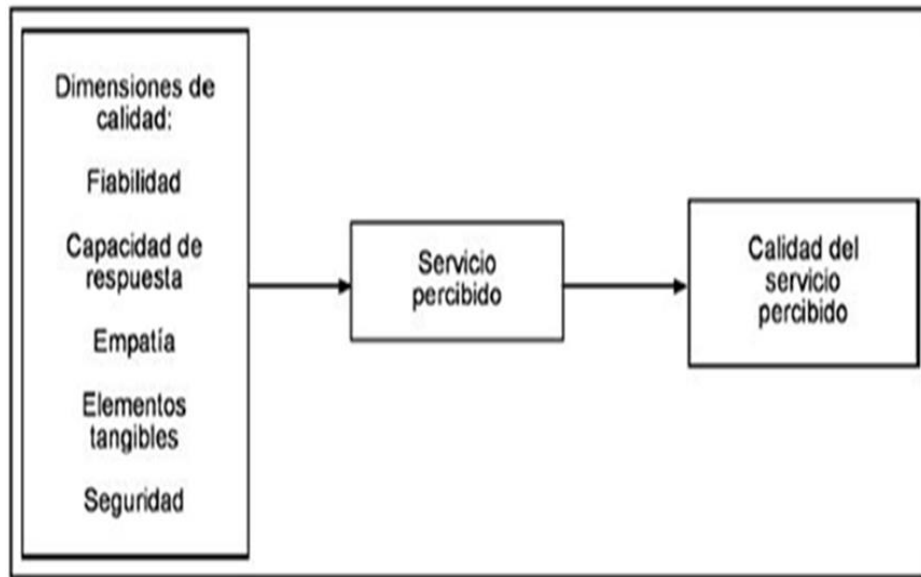 Dimensiones de
calidad:
Fiabilidad
Capacidad de
respuesta
Empatía
Elementos
tangibles
Seguridad
Servicio
percibido
Calidad del
servicio
percibido